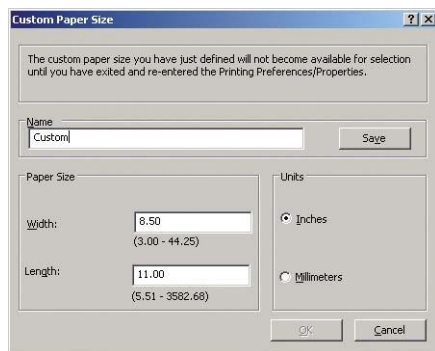 Custom Paper Size
The custom paper size you have just defined will not become available for selection
until you have exited and re-entered the Printing Preferences/Properties.
Name
Custom
Save
Paper Size
Width:
8.50
(3.00 - 44.25)
Length:
11.00
(5.51 - 3582.68)
Units
Inches
Millimeters
OK
Cancel